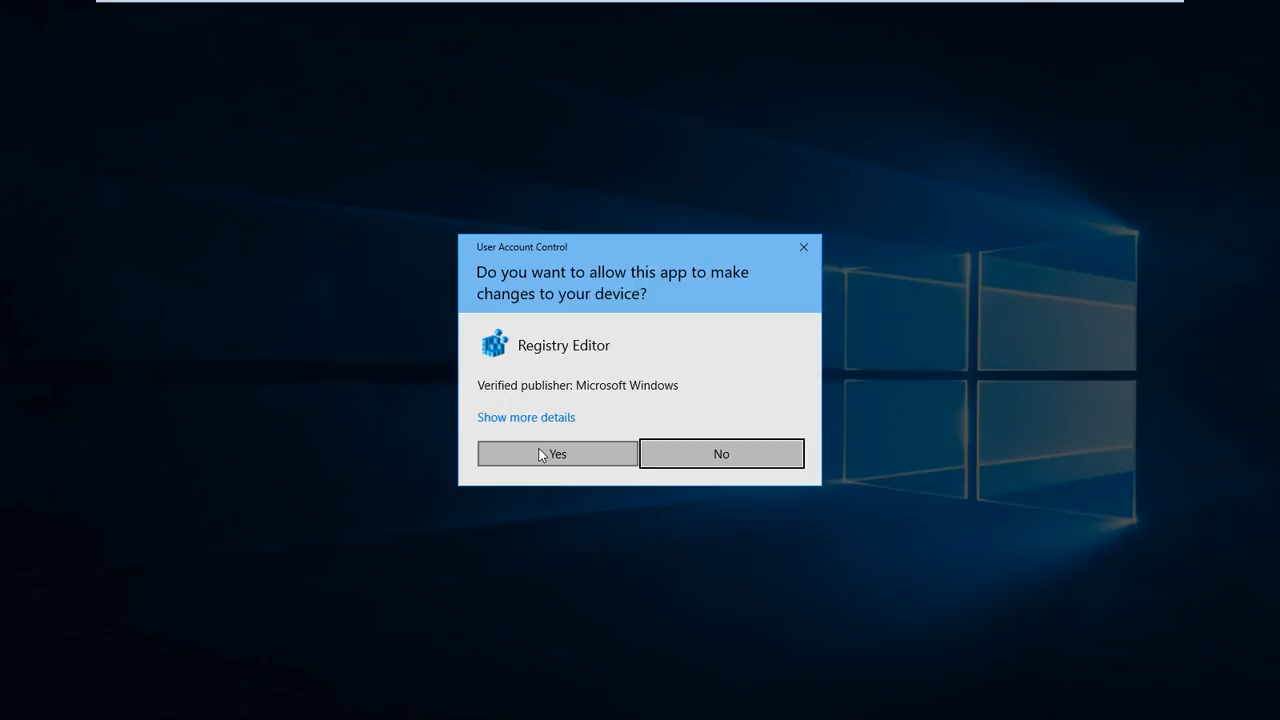 User Account Control
Do you want to allow this app to make
changes to your device?
Registry Editor
Verified publisher: Microsoft Windows
Show more details
Yes
No